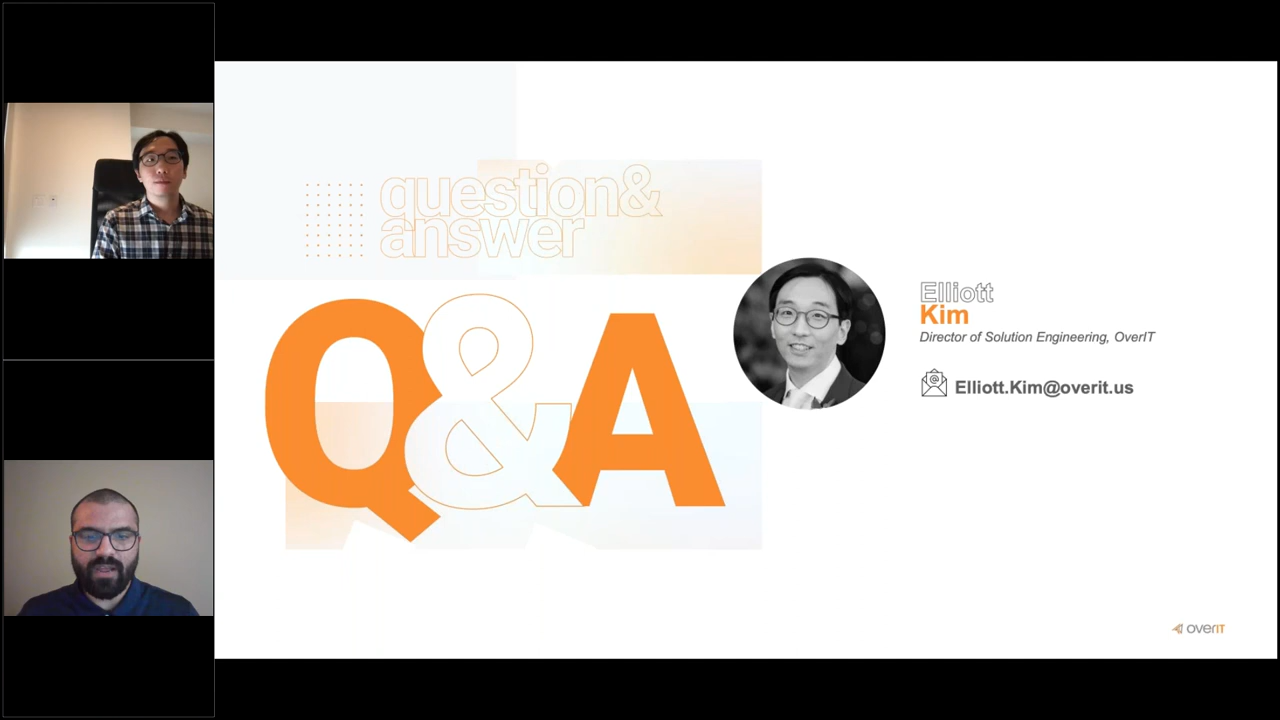 question&
answer
Q&A
Elliott
Kim
Director of Solution Engineering, OverIT
Elliott.Kim@overit.us
overIT